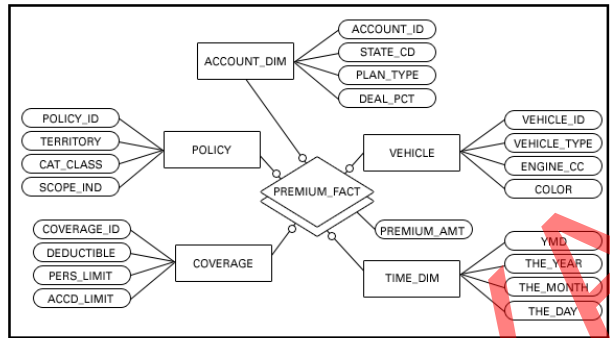 ACCOUNT_DIM
ACCOUNT_ID
STATE_CD
PLAN_TYPE
DEAL_PCT
POLICY_ID
TERRITORY
CAT_CLASS
SCOPE_IND
POLICY
VEHICLE
VEHICLE_ID
VEHICLE_TYPE
ENGINE_CC
COLOR
PREMIUM_FACT
PREMIUM_AMT
COVERAGE_ID
DEDUCTIBLE
PERS_LIMIT
ACCD_LIMIT
COVERAGE
TIME_DIM
YMD
THE_YEAR
THE_MONTH
THE_DAY